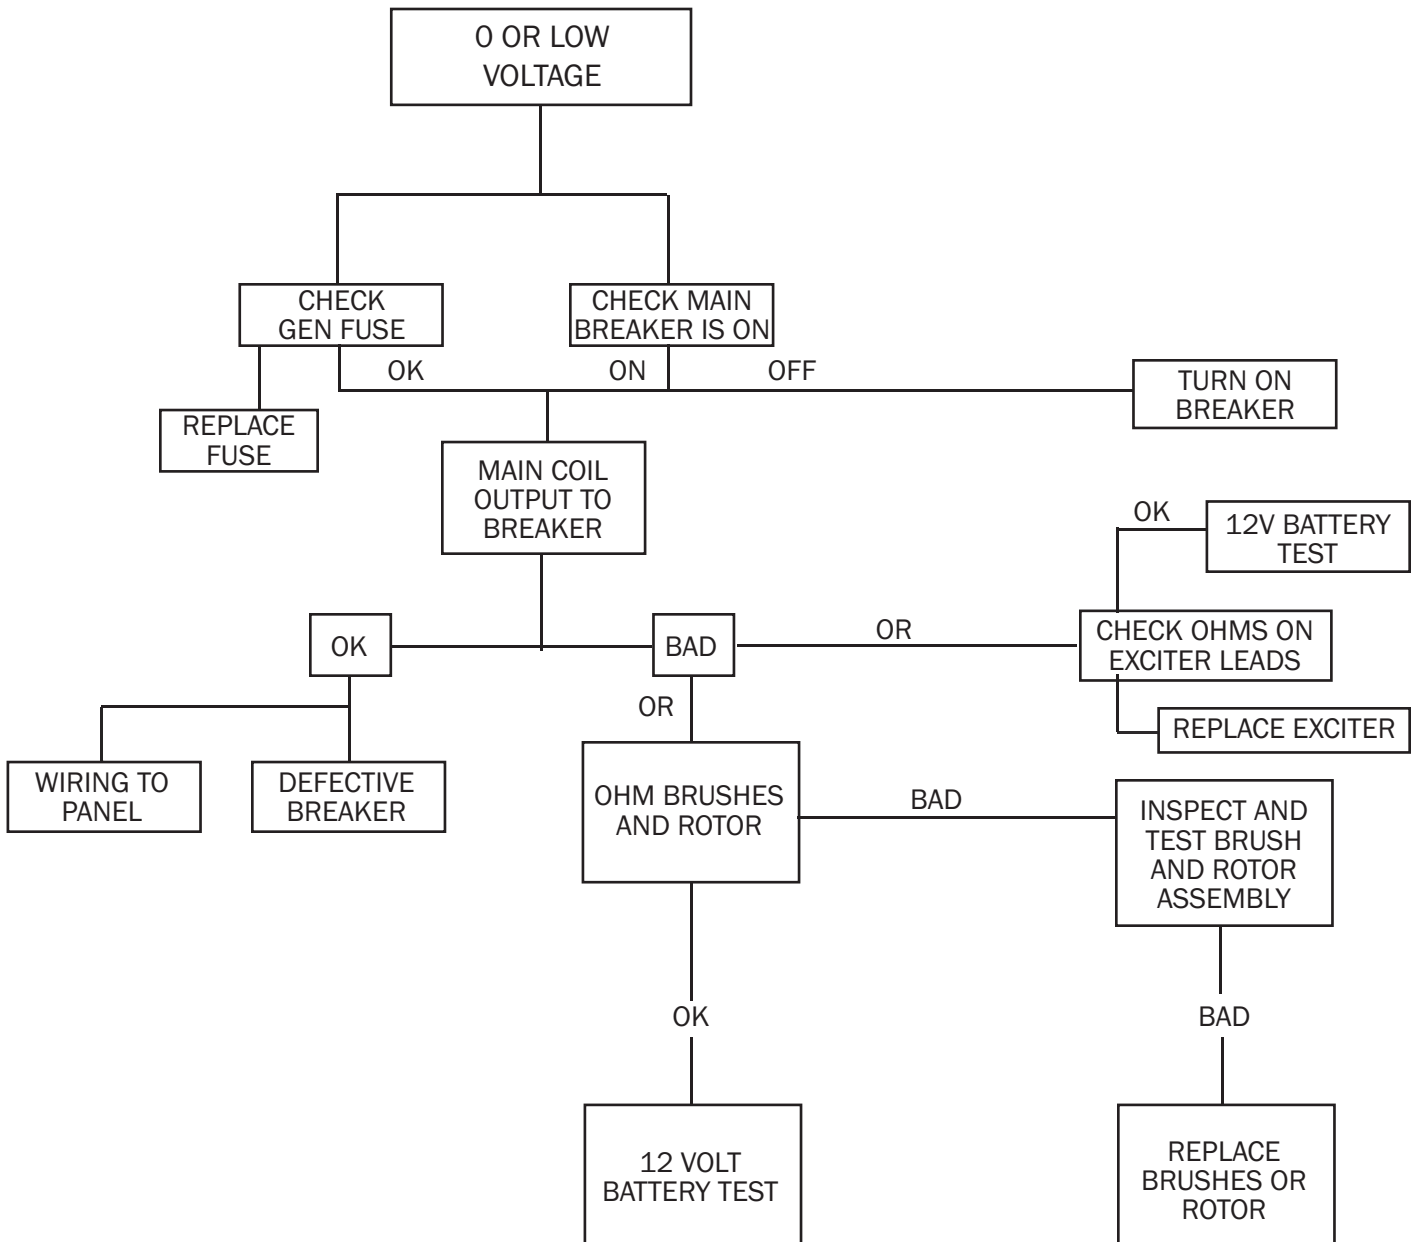 0 OR LOW
VOLTAGE
CHECK
GEN FUSE
CHECK MAIN
BREAKER IS ON
OK
ON
OFF
TURN ON
BREAKER
REPLACE
FUSE
MAIN COIL
OUTPUT TO
BREAKER
OK
12V BATTERY
TEST
OK
BAD
OR
CHECK OHMS ON
EXCITER LEADS
OR
REPLACE EXCITER
WIRING TO
PANEL
DEFECTIVE
BREAKER
OHM BRUSHES
AND ROTOR
BAD
INSPECT AND
TEST BRUSH
AND ROTOR
ASSEMBLY
OK
BAD
12 VOLT
BATTERY TEST
REPLACE
BRUSHES OR
ROTOR